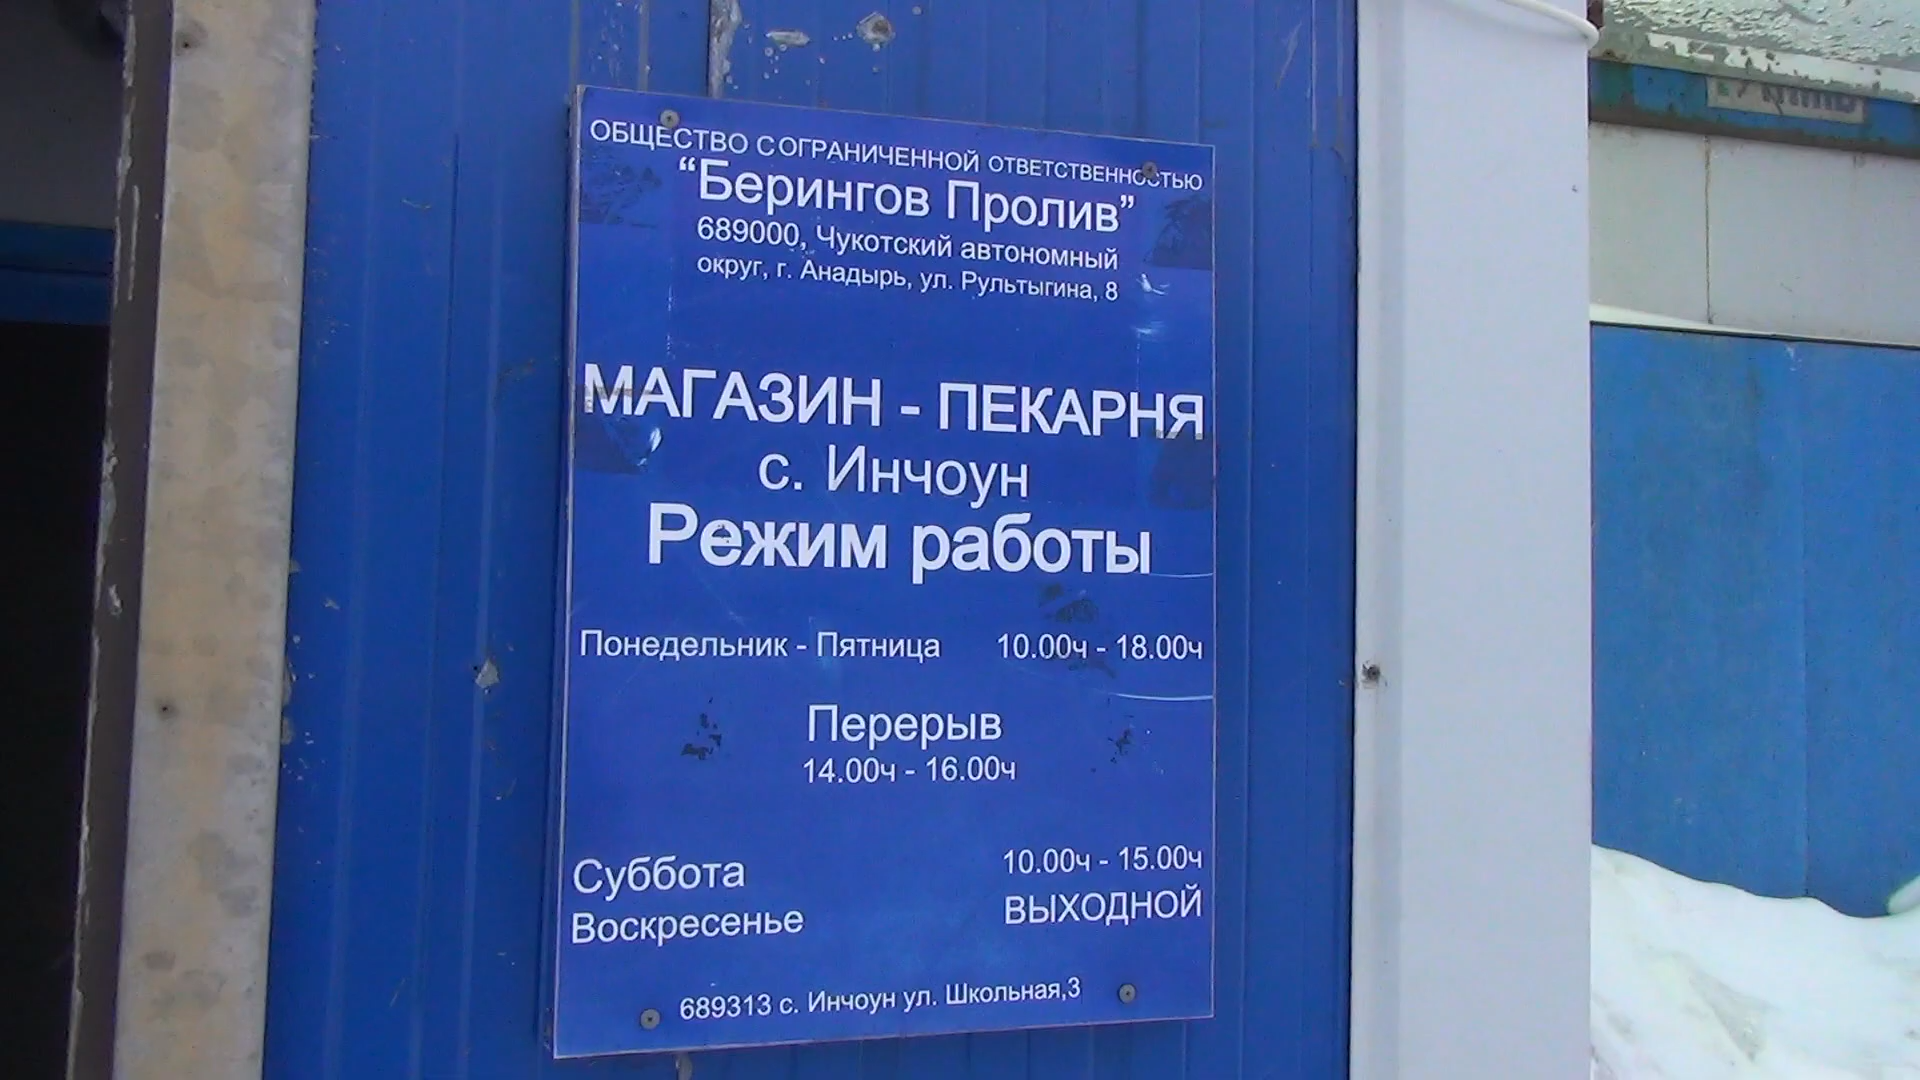 ОБЩЕСТВО С ОГРАНИЧЕННОЙ ОТВЕТСТВЕННОСТЬЮ
“Берингов Пролив”
689000, Чукотский автономный
округ, г. Анадырь, ул. Рультыгина, 8
МАГАЗИН - ПЕКАРНЯ
с. Инчоун
Режим работы
Понедельник - Пятница 10.00ч - 18.00ч
Перерыв
14.00ч - 16.00ч
Суббота 10.00ч - 15.00ч
Воскресенье ВЫХОДНОЙ
689313 с. Инчоун ул. Школьная,3